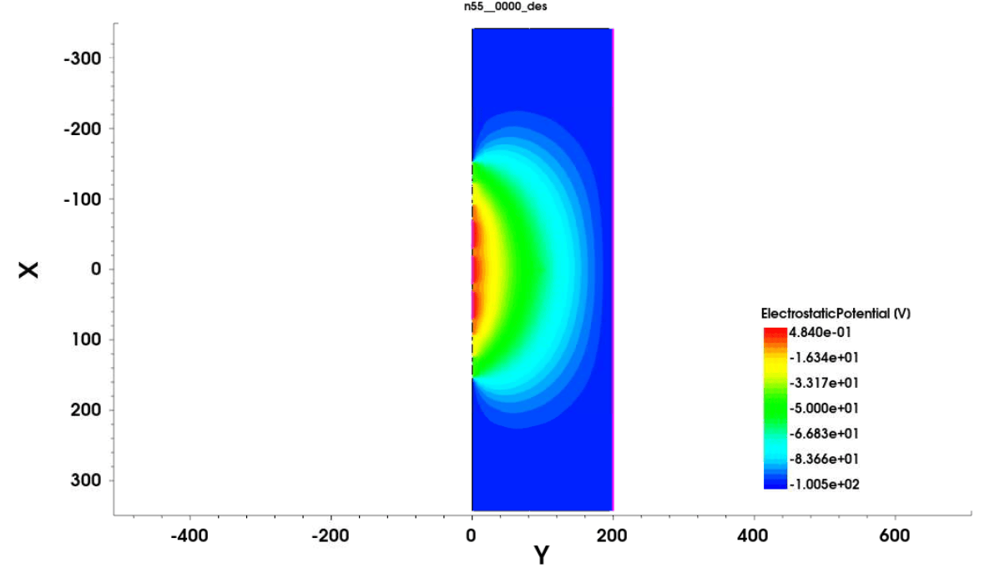 n55__0000_des
X
-300
-200
-100
0
100
200
300
-400
-200
0
200
400
600
Y
ElectrostaticPotential (V)
4.840e-01
-1.634e+01
-3.317e+01
-5.000e+01
-6.683e+01
-8.366e+01
-1.005e+02